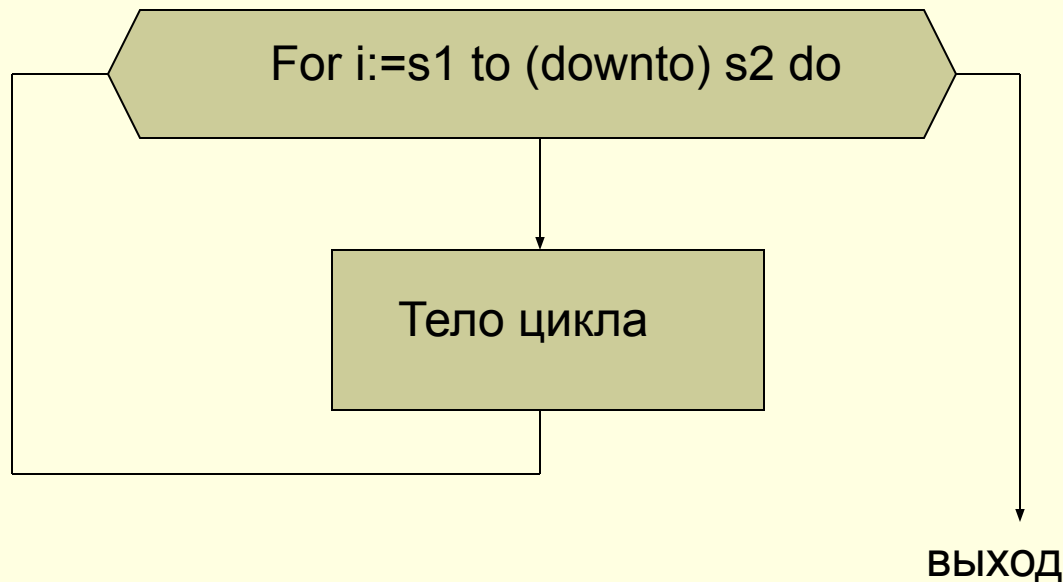 For i:=s1 to (downto) s2 do
Тело цикла
выход